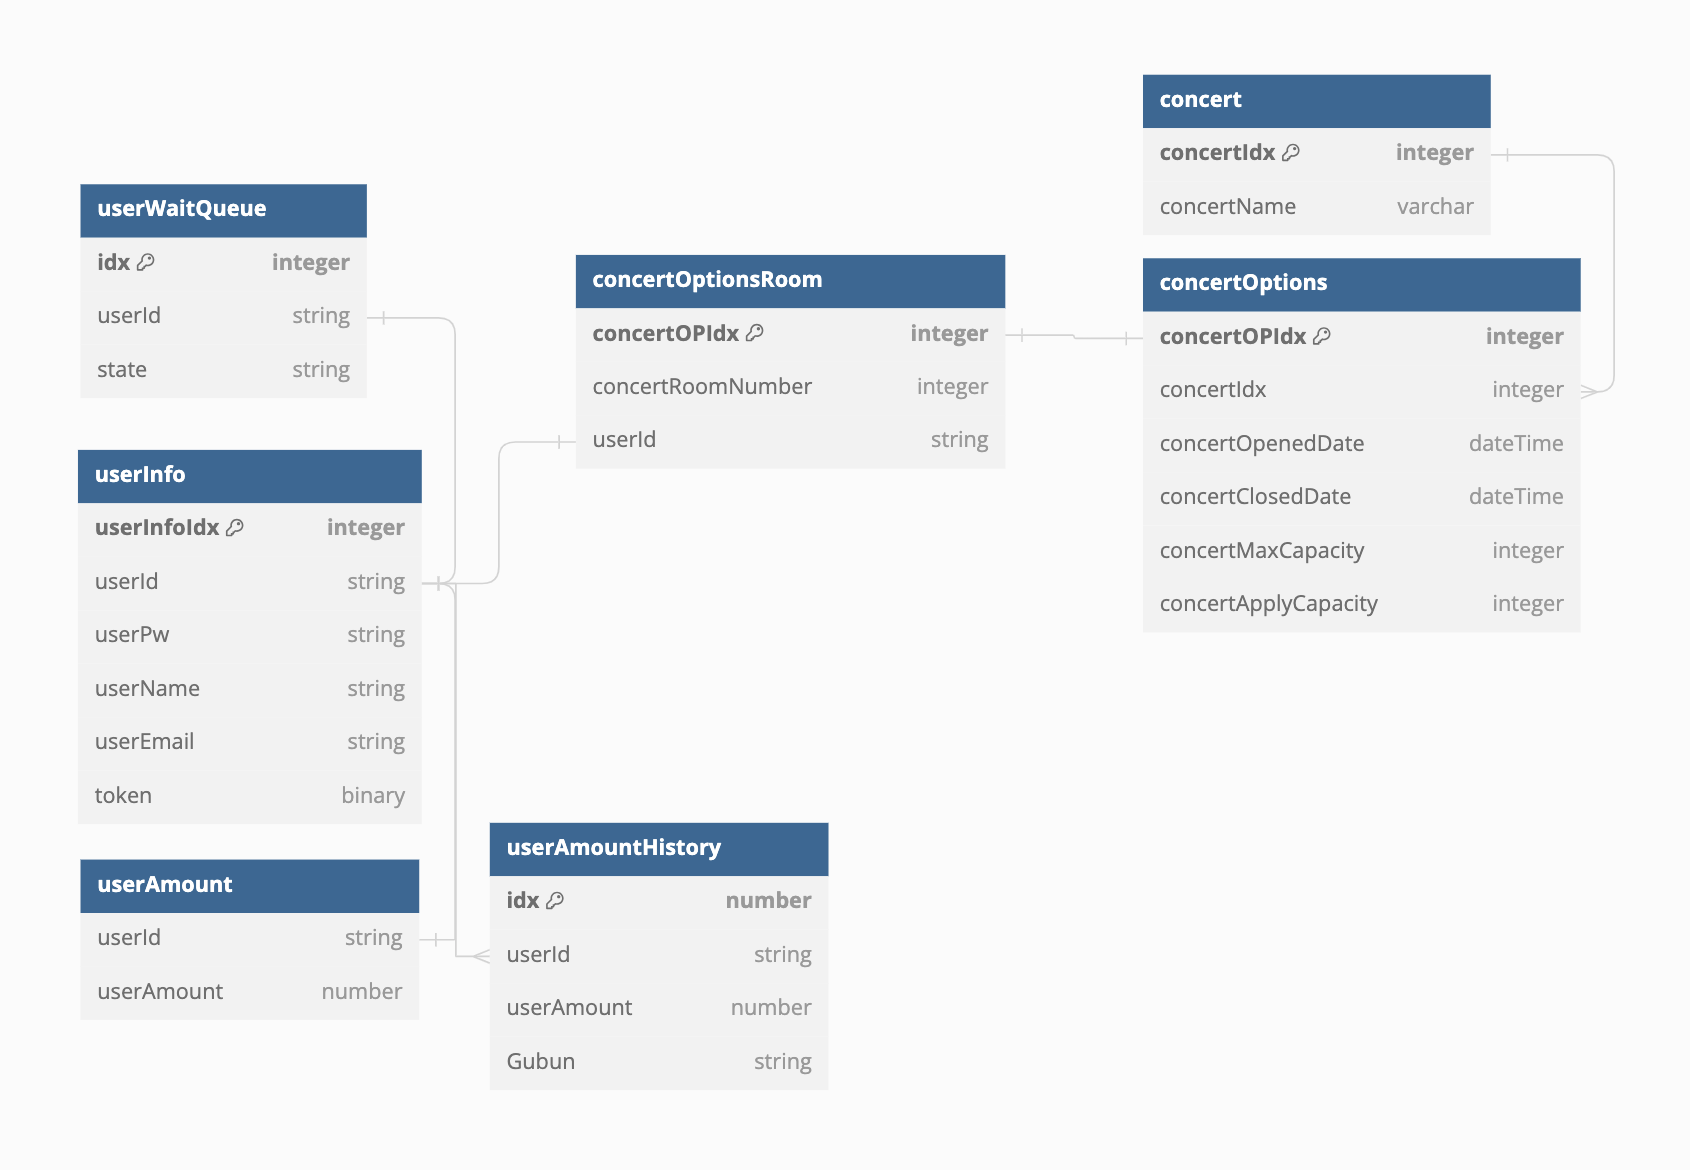 concert
concertIdx integer
concertName varchar
userWaitQueue
idx integer
userId string
state string
concertOptionsRoom
concertOPIdx integer
concertRoomNumber integer
userId string
concertOptions
concertOPIdx integer
concertIdx integer
concertOpenedDate dateTime
concertClosedDate dateTime
concertMaxCapacity integer
concertApplyCapacity integer
userInfo
userInfoIdx integer
userId string
userPw string
userName string
userEmail string
token binary
userAmount
userId string
userAmount number
userAmountHistory
idx number
userId string
userAmount number
Gubun string